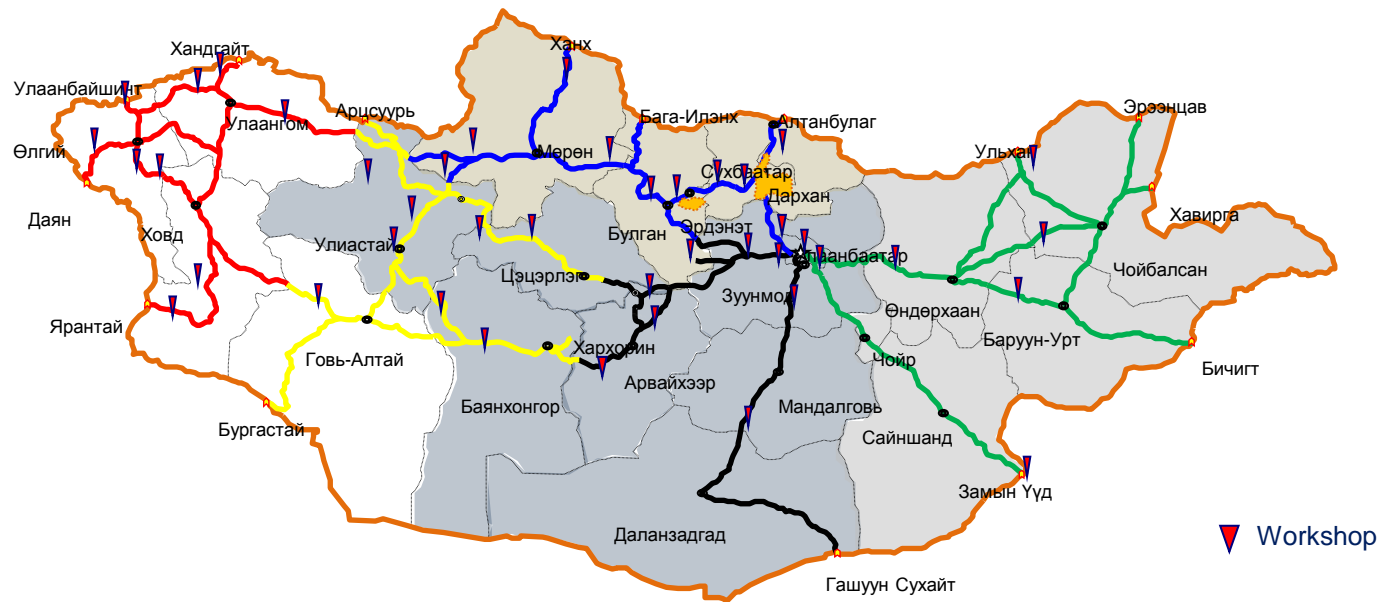 Ханх
Хандгайт
Улаанбайшинт
Арцсуурь
Бага-Илэнх
Алтанбулаг
Эрээнцав
Улаангом
Өлгий
Мөрөн
Сүхбаатар
Ульхан
Дархан
Даян
Ховд
Улиастай
Булган
Эрдэнэт
Улаанбаатар
Хавирга
Чойбалсан
Цэцэрлэг
Зуунмод
Өндөрхаан
Ярантай
Говь-Алтай
Хархорин
Баруун-Урт
Чойр
Бичигт
Арвайхээр
Баянхонгор
Мандалговь
Бургастай
Сайншанд
Замын Үүд
Даланзадгад
Workshop
Гашуун Сухайт